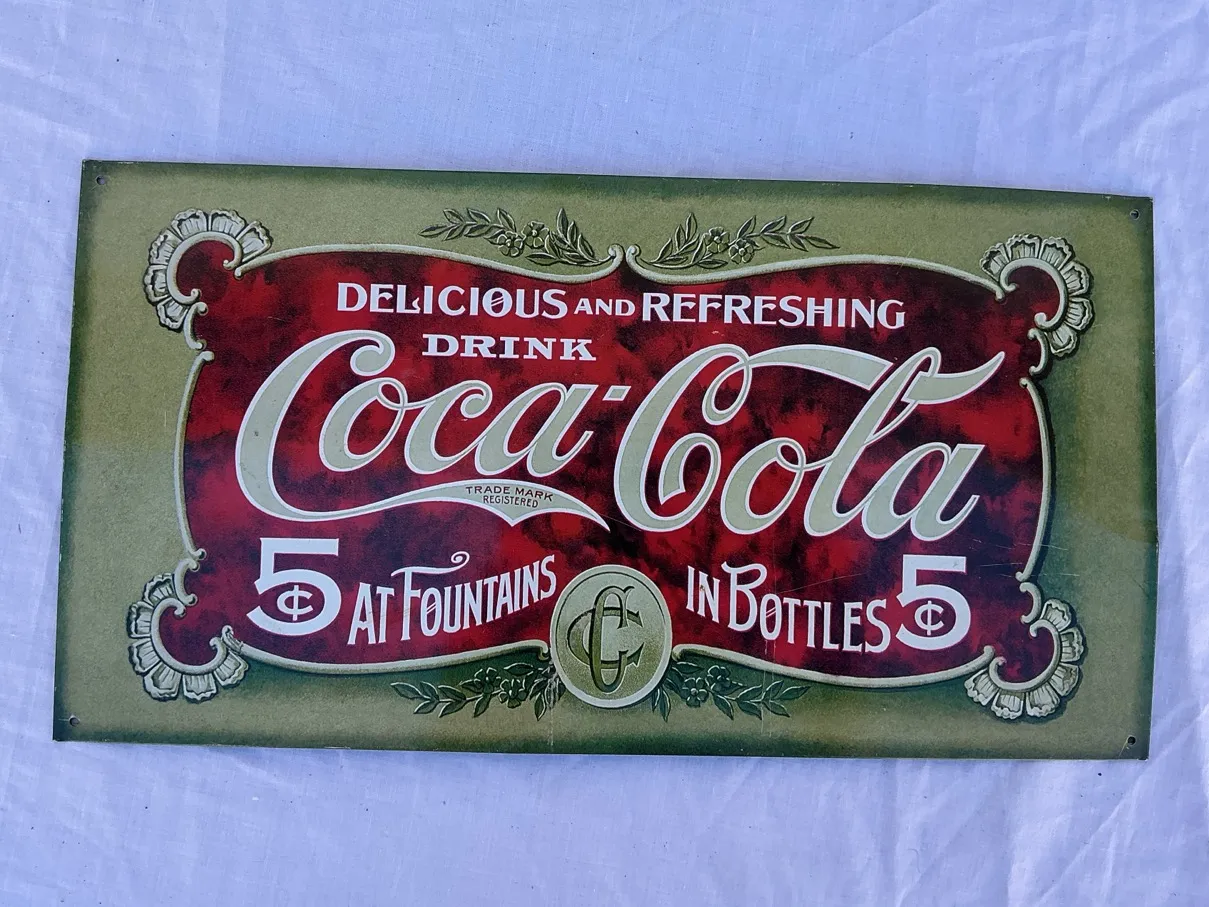 DELICIOUS AND REFRESHING
DRINK
Coca-Cola
TRADE MARK
REGISTERED
5¢ AT FOUNTAINS IN BOTTLES 5¢
CC